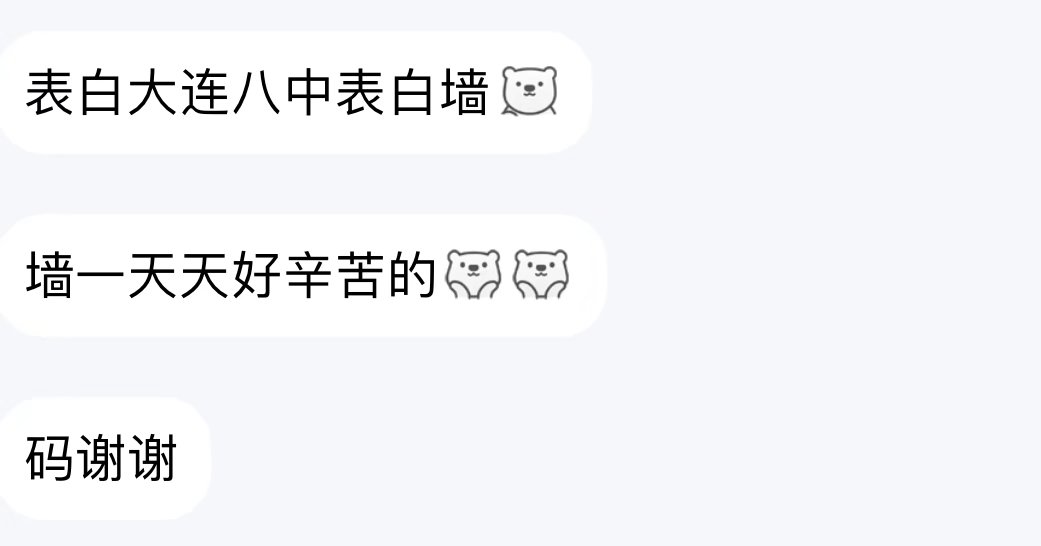 表白大连八中表白墙
墙一天天好辛苦的
码谢谢